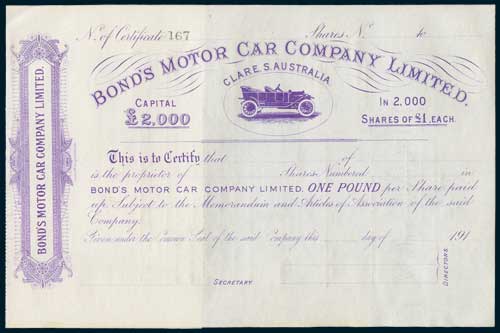 Nº. of Certificate 167
Shares Nº. to
BOND'S MOTOR CAR COMPANY LIMITED.
CLARE, S. AUSTRALIA
CAPITAL
£2,000
IN 2,000
SHARES OF £1, EACH.
This is to Certify that of
is the proprietor of Shares Numbered in
BOND'S MOTOR CAR COMPANY LIMITED, ONE POUND per Share paid
up, Subject to the Memorandum and Articles of Association of the said
Company.
Given under the Common Seal of the said Company this day of 191
SECRETARY
DIRECTORS
BOND'S MOTOR CAR COMPANY LIMITED.